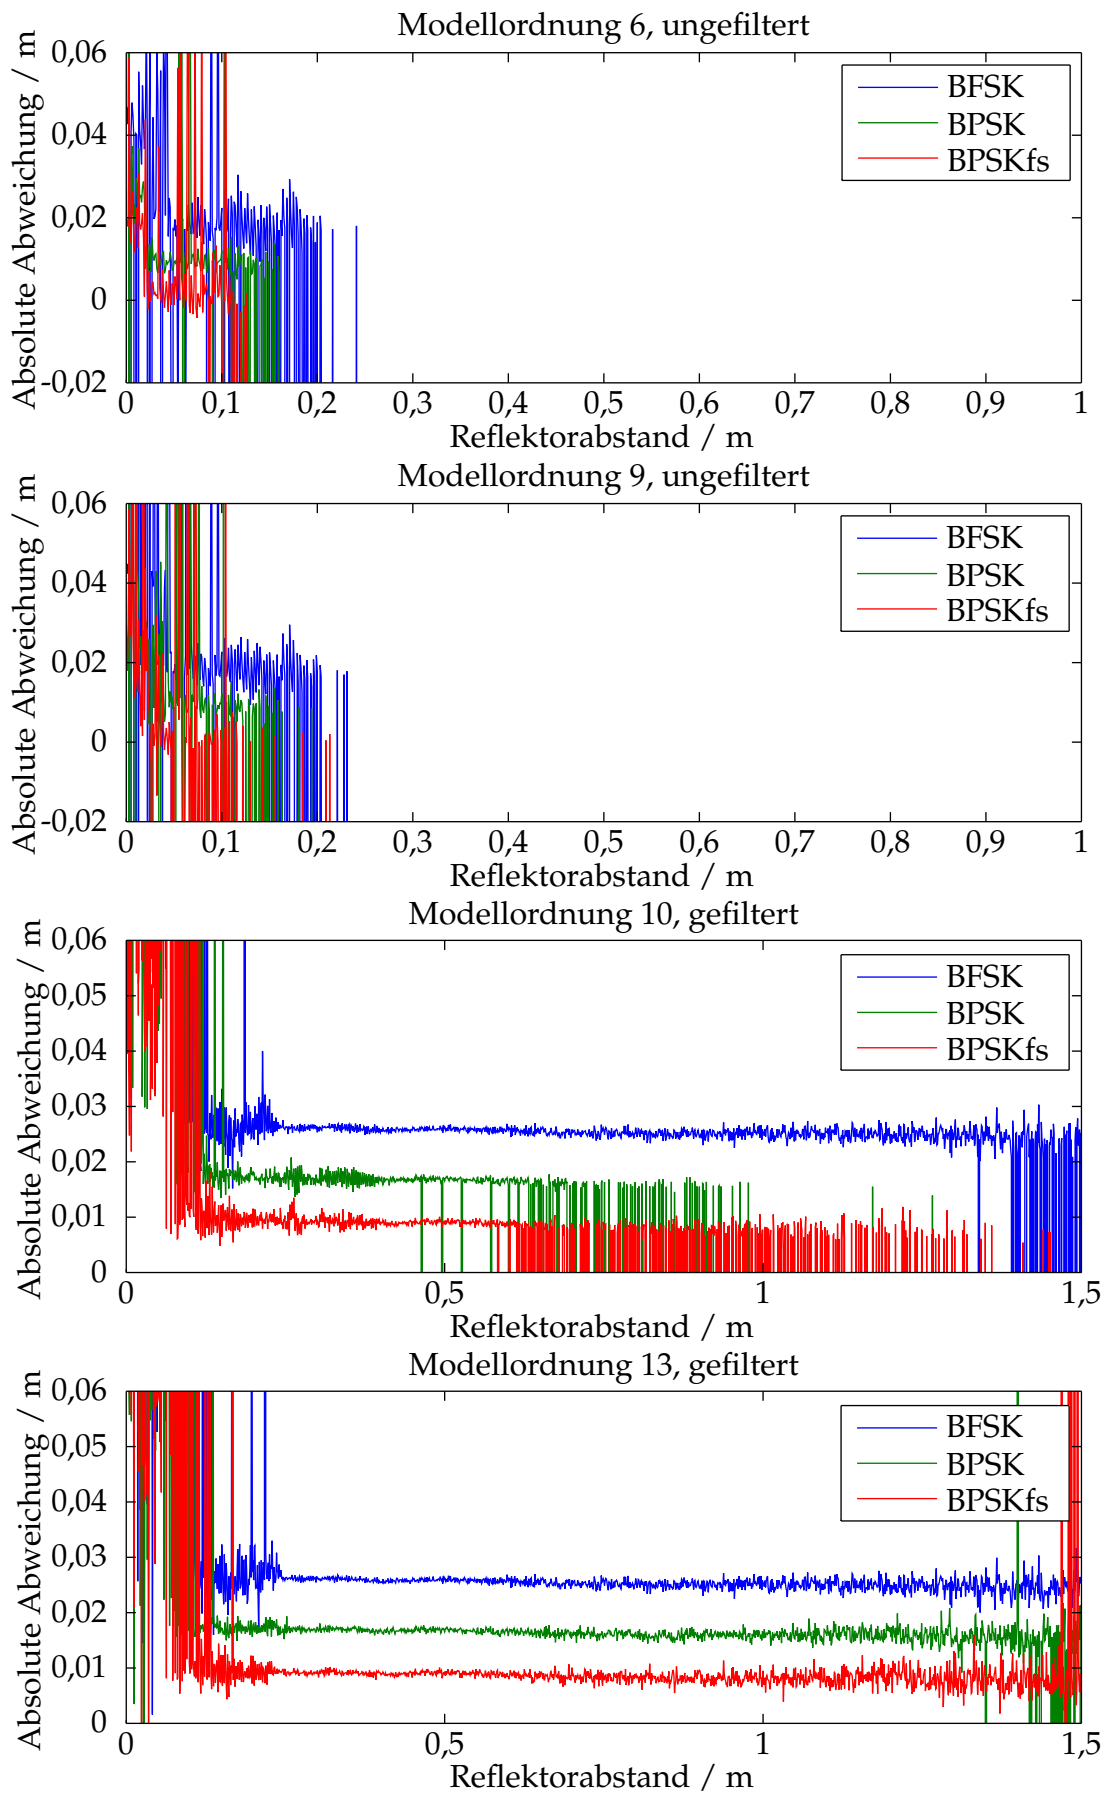 Modellordnung 6, ungefiltert
Absolute Abweichung / m
0,06
0,04
0,02
0
-0,02
BFSK
BPSK
BPSKfs
0 0,1 0,2 0,3 0,4 0,5 0,6 0,7 0,8 0,9 1
Reflektorabstand / m
Modellordnung 9, ungefiltert
Absolute Abweichung / m
0,06
0,04
0,02
0
-0,02
BFSK
BPSK
BPSKfs
0 0,1 0,2 0,3 0,4 0,5 0,6 0,7 0,8 0,9 1
Reflektorabstand / m
Modellordnung 10, gefiltert
Absolute Abweichung / m
0,06
0,05
0,04
0,03
0,02
0,01
0
BFSK
BPSK
BPSKfs
0 0,5 1 1,5
Reflektorabstand / m
Modellordnung 13, gefiltert
Absolute Abweichung / m
0,06
0,05
0,04
0,03
0,02
0,01
0
BFSK
BPSK
BPSKfs
0 0,5 1 1,5
Reflektorabstand / m